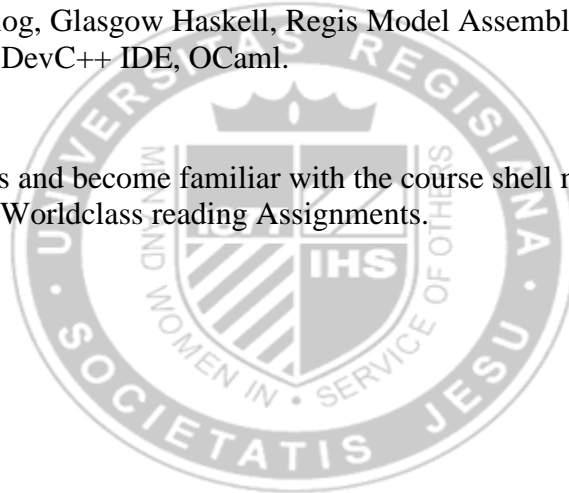 log, Glasgow Haskell, Regis Model Assembl
DevC++ IDE, OCaml.
s and become familiar with the course shell
Worldclass reading Assignments.
UNIVERSITAS REGISIANA
SOCIETATIS JESU
MEN AND WOMEN IN • SERVICE OF OTHERS
IHS